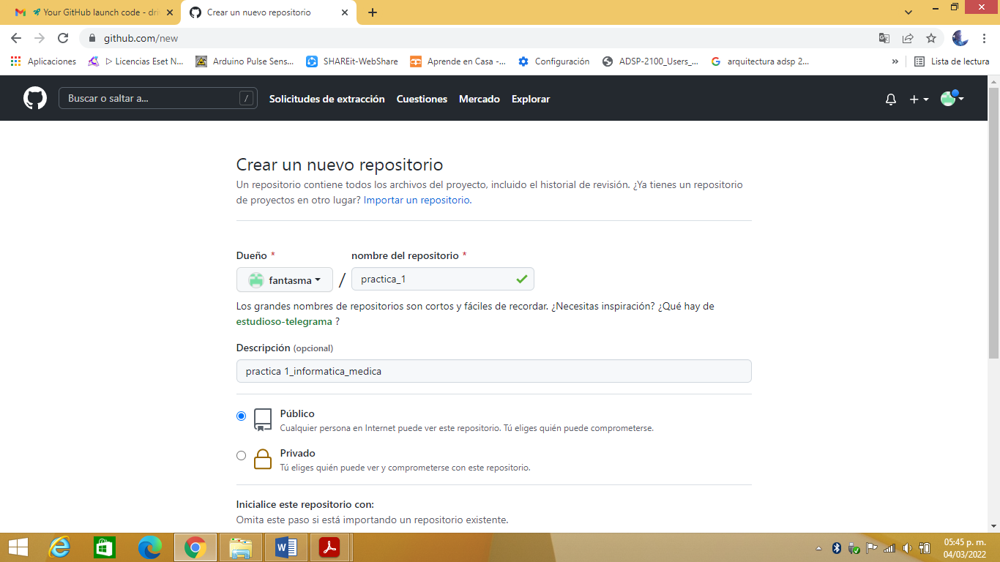 🚀 Your GitHub launch code - dri
Crear un nuevo repositorio
github.com/new
Aplicaciones
▷ Licencias Eset N...
Arduino Pulse Sens...
SHAREit-WebShare
Aprende en Casa -...
Configuración
ADSP-2100_Users_...
arquitectura adsp 2...
»
Lista de lectura
Buscar o saltar a...
/
Solicitudes de extracción
Cuestiones
Mercado
Explorar
Crear un nuevo repositorio
Un repositorio contiene todos los archivos del proyecto, incluido el historial de revisión. ¿Ya tienes un repositorio
de proyectos en otro lugar? Importar un repositorio.
Dueño *
nombre del repositorio *
fantasma
/
practica_1
Los grandes nombres de repositorios son cortos y fáciles de recordar. ¿Necesitas inspiración? ¿Qué hay de
estudioso-telegrama ?
Descripción (opcional)
practica 1_informatica_medica
Público
Cualquier persona en Internet puede ver este repositorio. Tú eliges quién puede comprometerse.
Privado
Tú eliges quién puede ver y comprometerse con este repositorio.
Inicialice este repositorio con:
Omita este paso si está importando un repositorio existente.
05:45 p. m.
04/03/2022